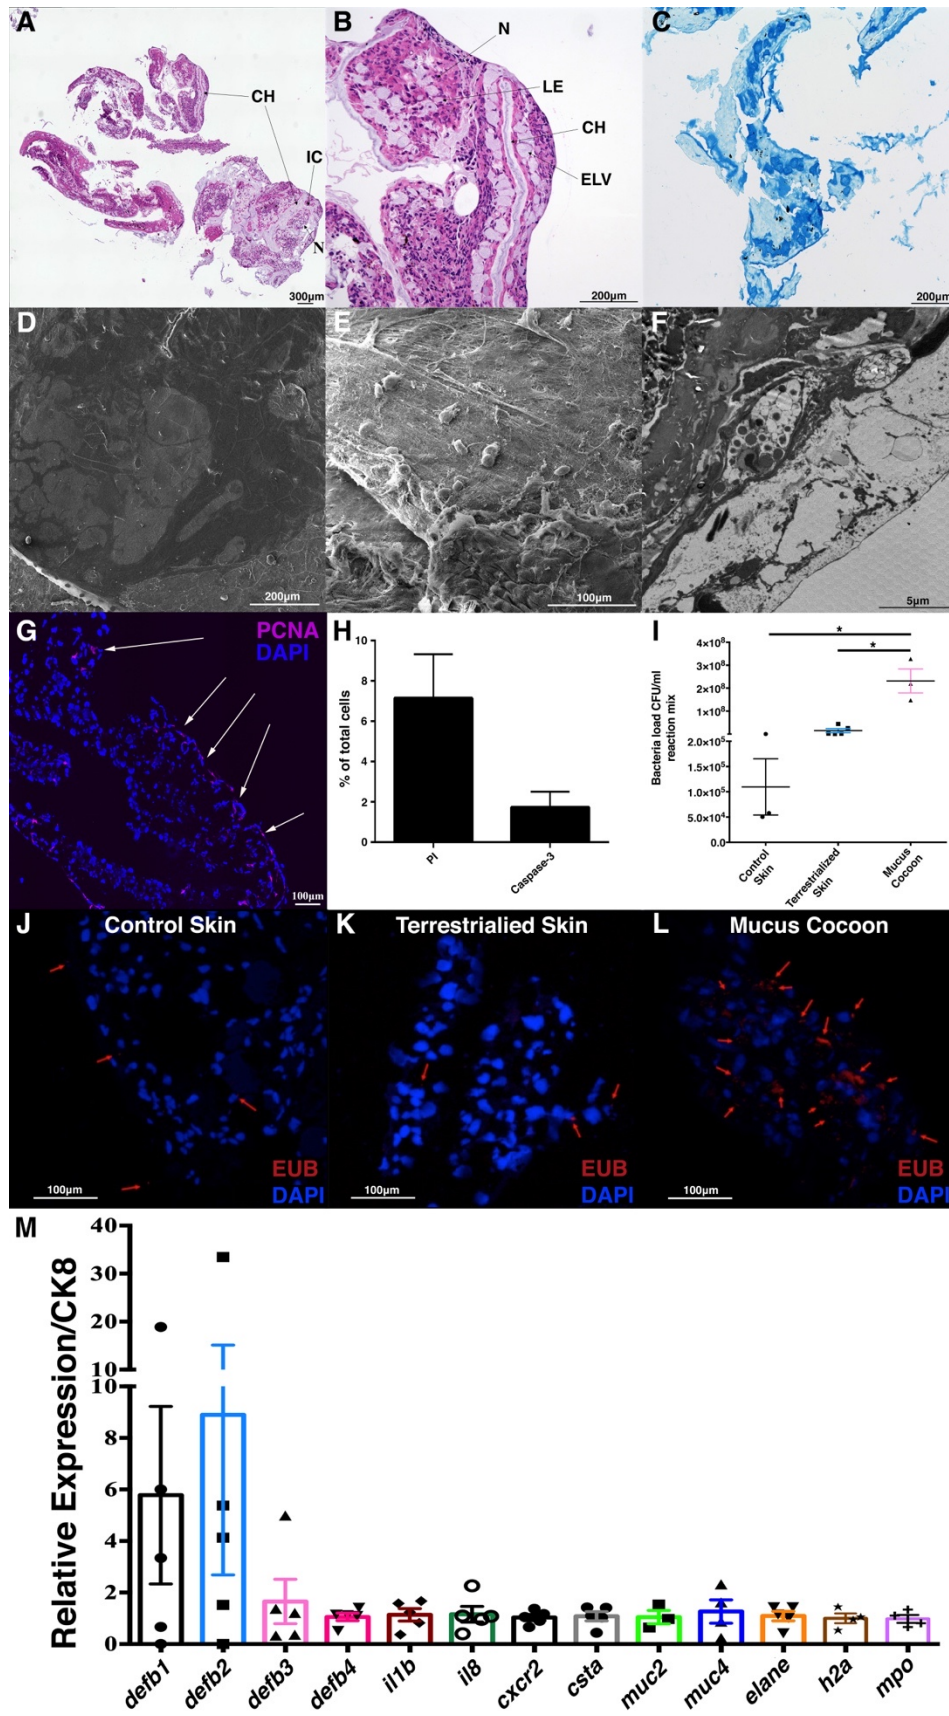 A
CH
IC
N
300µm
B
N
LE
CH
ELV
200µm
C
200µm
D
200µm
E
100µm
F
5µm
G
PCNA
DAPI
100µm
H
% of total cells
10
8
6
4
2
0
PI
Caspase-3
I
Bacteria load CFU/ml
reaction mix
4×10⁸
3×10⁸
2×10⁸
1×10⁸
2.0×10⁵
1.0×10⁵
5.0×10⁴
0.0
*
*
Control
Skin
Terrestrialized
Skin
Mucus
Cocoon
J
Control Skin
EUB
DAPI
100µm
K
Terrestrialied Skin
EUB
DAPI
100µm
L
Mucus Cocoon
EUB
DAPI
100µm
M
Relative Expression/CK8
40
30
20
10
10
8
6
4
2
0
defb1
defb2
defb3
defb4
il1b
il8
cxcr2
csta
muc2
muc4
elane
h2a
mpo